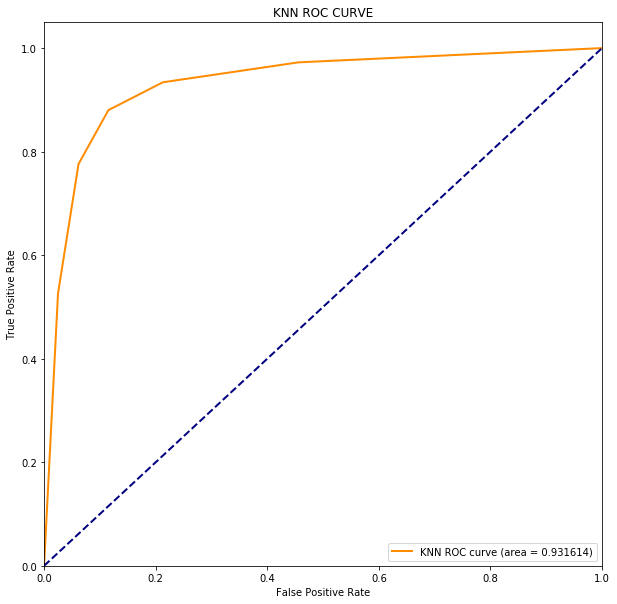 KNN ROC CURVE
1.0
0.8
0.6
0.4
0.2
0.0
True Positive Rate
KNN ROC curve (area = 0.931614)
0.0 0.2 0.4 0.6 0.8 1.0
False Positive Rate